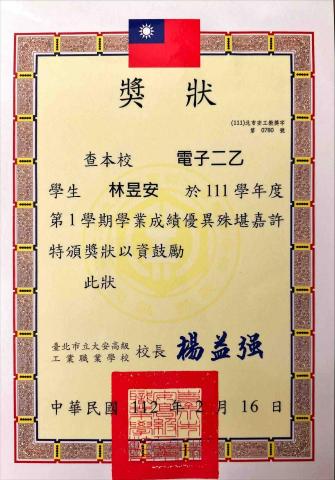 獎狀
(111)北市安工教獎字
第 0780 號
查本校 電子二乙
學生 林昱安 於111學年度
第1學期學業成績優異殊堪嘉許
特頒獎狀以資鼓勵
此狀
臺北市立大安高級
工業職業學校 校長 楊益强
中華民國 112 年 2 月 16 日